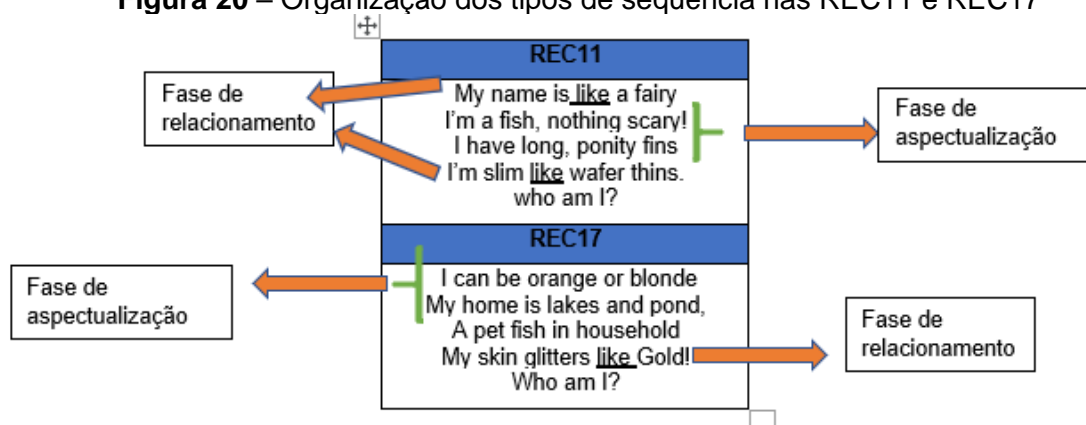 Figura 20 – Organização dos tipos de sequência nas REC11 e REC17
REC11
Fase de
relacionamento
My name is like a fairy
I'm a fish, nothing scary!
I have long, ponity fins
I'm slim like wafer thins.
who am I?
Fase de
aspectualização
REC17
Fase de
aspectualização
I can be orange or blonde
My home is lakes and pond,
A pet fish in household
My skin glitters like Gold!
Who am I?
Fase de
relacionamento